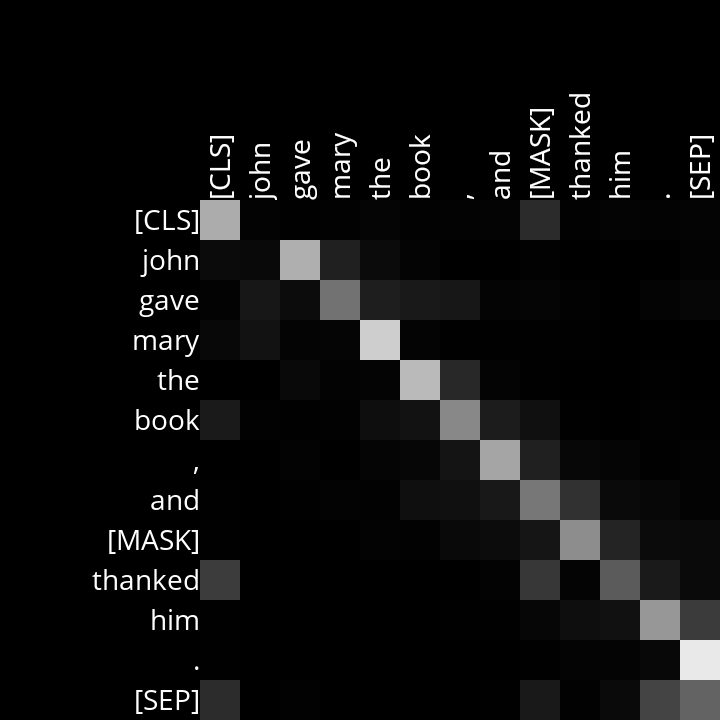 [CLS] john gave mary the book , and [MASK] thanked him . [SEP]
[CLS]
john
gave
mary
the
book
,
and
[MASK]
thanked
him
.
[SEP]